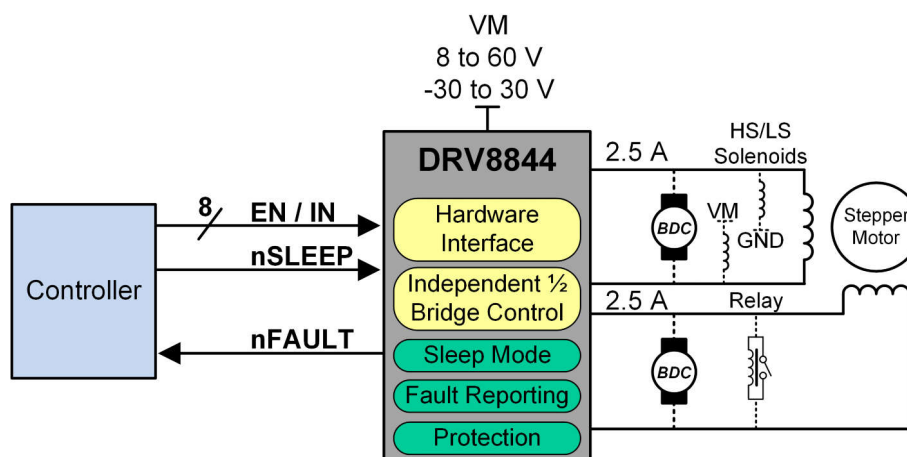 VM
8 to 60 V
-30 to 30 V
DRV8844
2.5 A
HS/LS
Solenoids
8
EN / IN
Hardware
Interface
BDC
VM
GND
Stepper
Motor
nSLEEP
Controller
Independent ½
Bridge Control
2.5 A
Relay
nFAULT
Sleep Mode
BDC
Fault Reporting
Protection